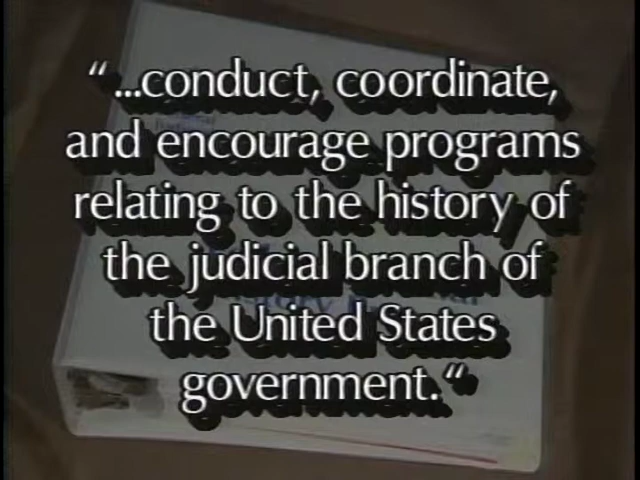 “...conduct, coordinate,
and encourage programs
relating to the history of
the judicial branch of
the United States
government.“